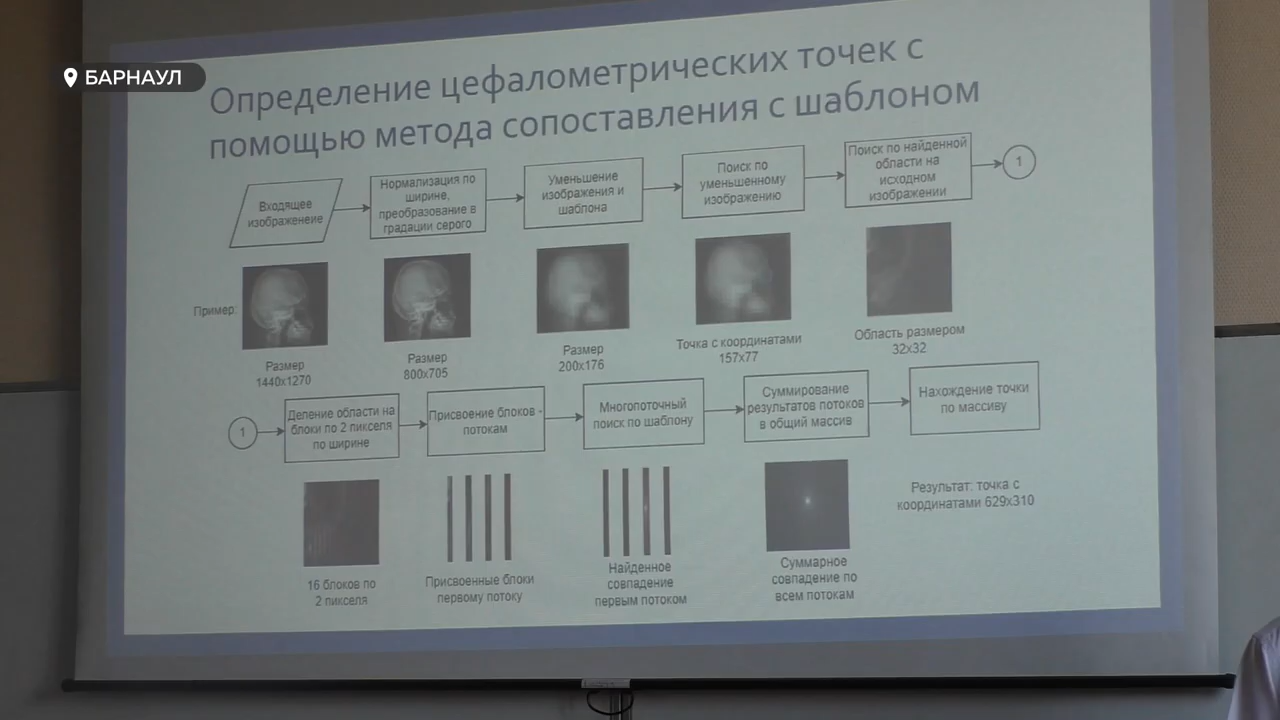 БАРНАУЛ
Определение цефалометрических точек с
помощью метода сопоставления с шаблоном
Входящее
изображенеие
Нормализация по
ширине,
преобразование в
градации серого
Уменьшение
изображения и
шаблона
Поиск по
уменьшенному
изображению
Поиск по найденной
области на
исходном
изображении
1
Пример:
Размер
1440x1270
Размер
800x705
Размер
200x176
Точка с координатами
157x77
Область размером
32x32
1
Деление области на
блоки по 2 пикселя
по ширине
Присвоение блоков -
потокам
Многопоточный
поиск по шаблону
Суммирование
результатов потоков
в общий массив
Нахождение точки
по массиву
16 блоков по
2 пикселя
Присвоенные блоки
первому потоку
Найденное
совпадение
первым потоком
Суммарное
совпадение по
всем потокам
Результат: точка с
координатами 629x310